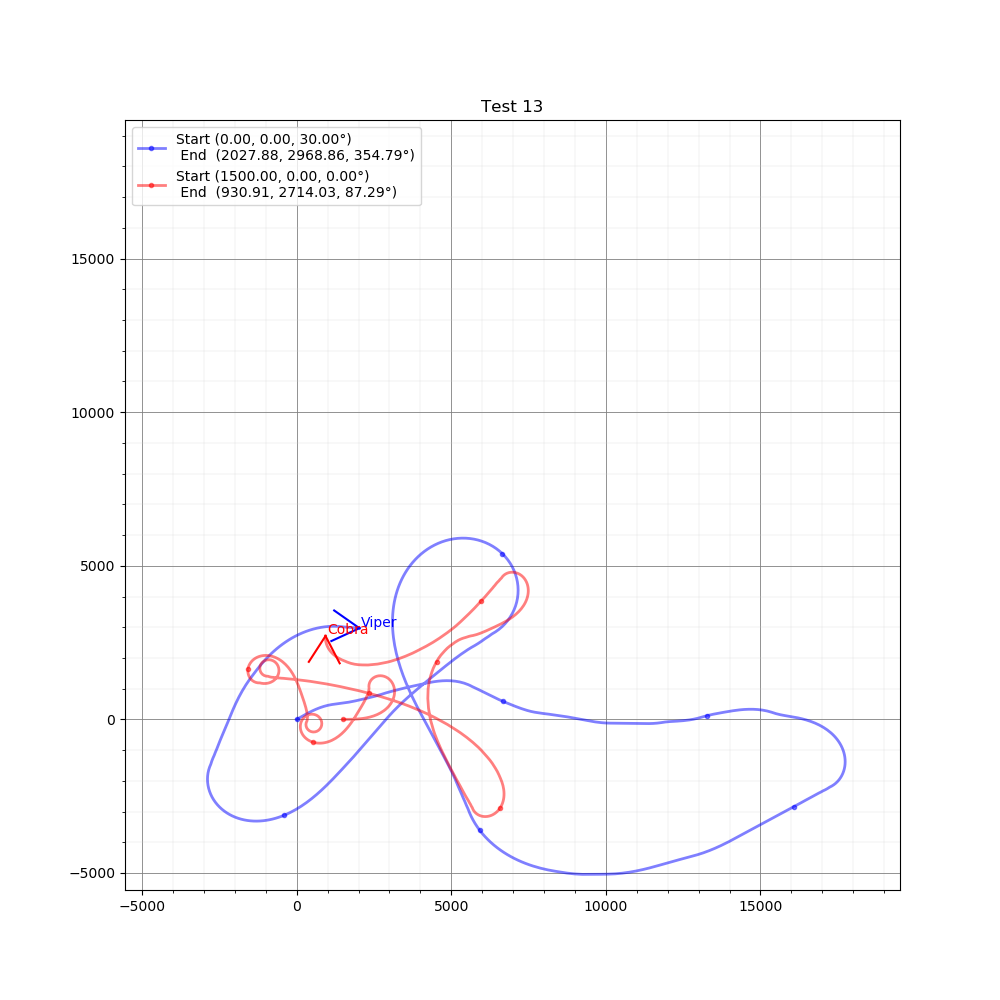 Test 13
Start (0.00, 0.00, 30.00°)
End (2027.88, 2968.86, 354.79°)
Start (1500.00, 0.00, 0.00°)
End (930.91, 2714.03, 87.29°)
15000
10000
5000
Viper
Cobra
0
−5000
−5000
0
5000
10000
15000